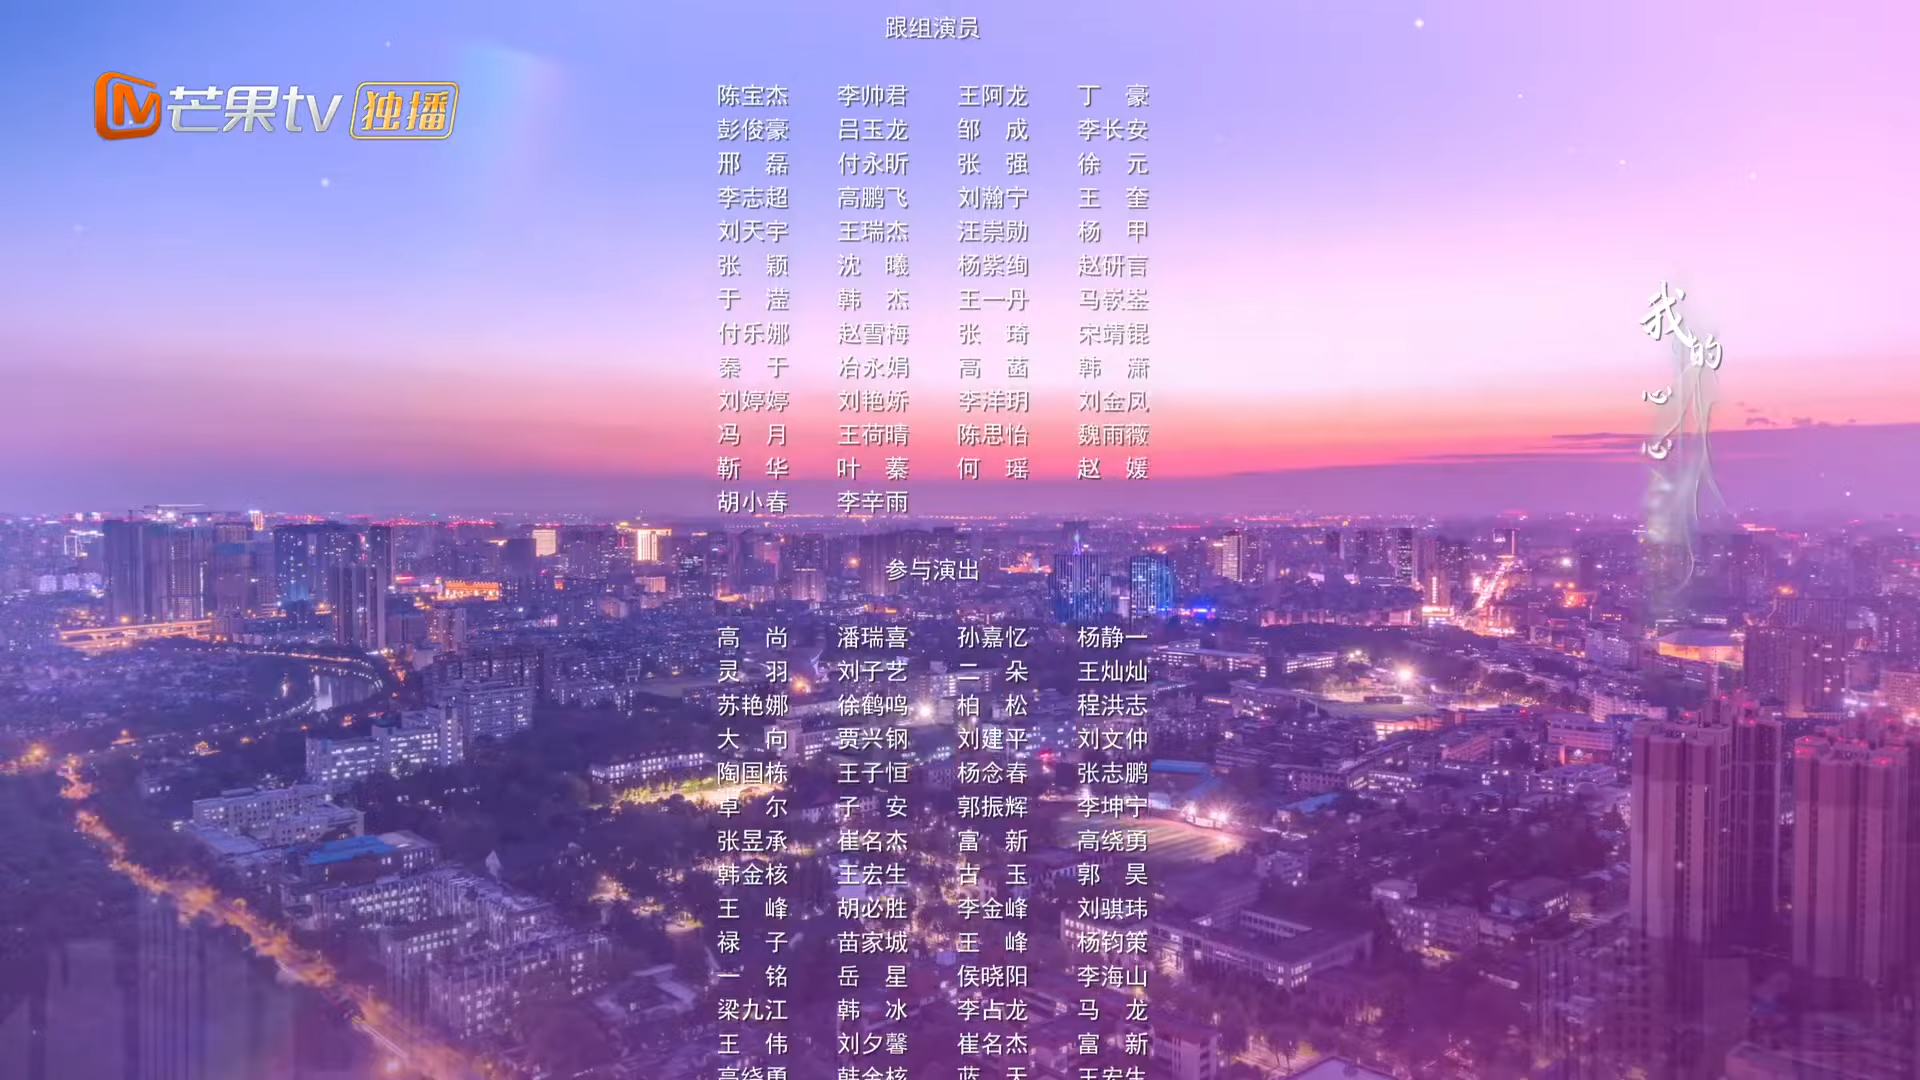 跟组演员
芒果tv 独播
陈宝杰 李帅君 王阿龙 丁豪
彭俊豪 吕玉龙 邹成 李长安
邢磊 付永昕 张强 徐元
李志超 高鹏飞 刘瀚宁 王奎
刘天宇 王瑞杰 汪崇勋 杨甲
张颖 沈曦 杨紫绚 赵研言
于滢 韩杰 王一丹 马嵚崟
付乐娜 赵雪梅 张琦 宋靖锟
秦于 冶永娟 高菡 韩潇
刘婷婷 刘艳娇 李洋玥 刘金凤
冯月 王荷晴 陈思怡 魏雨薇
靳华 叶蓁 何瑶 赵媛
胡小春 李辛雨
参与演出
高尚 潘瑞喜 孙嘉忆 杨静一
灵羽 刘子艺 二朵 王灿灿
苏艳娜 徐鹤鸣 柏松 程洪志
大向 贾兴钢 刘建平 刘文仲
陶国栋 王子恒 杨念春 张志鹏
卓尔 子安 郭振辉 李坤宁
张昱承 崔名杰 富新 高绕勇
韩金核 王宏生 古玉 郭昊
王峰 胡必胜 李金峰 刘骐玮
禄子 苗家城 王峰 杨钧策
一铭 岳星 侯晓阳 李海山
梁九江 韩冰 李占龙 马龙
王伟 刘夕馨 崔名杰 富新
高绕勇 韩金核 蓝天 王宏生
我的心心